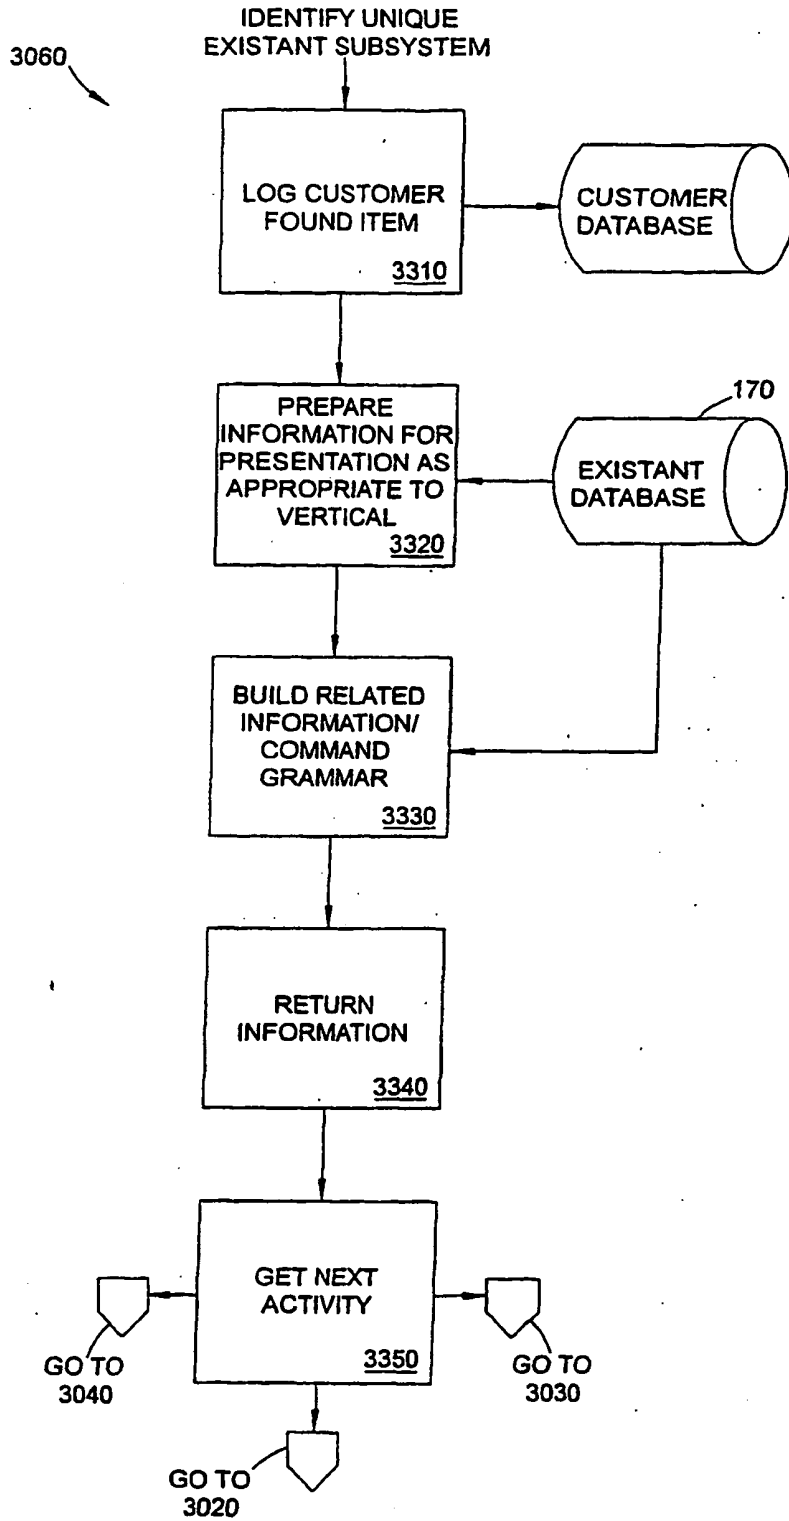 IDENTIFY UNIQUE
EXISTANT SUBSYSTEM
3060
LOG CUSTOMER
FOUND ITEM
3310
CUSTOMER
DATABASE
170
PREPARE
INFORMATION FOR
PRESENTATION AS
APPROPRIATE TO
VERTICAL
3320
EXISTANT
DATABASE
BUILD RELATED
INFORMATION/
COMMAND
GRAMMAR
3330
RETURN
INFORMATION
3340
GET NEXT
ACTIVITY
3350
GO TO
3040
GO TO
3030
GO TO
3020